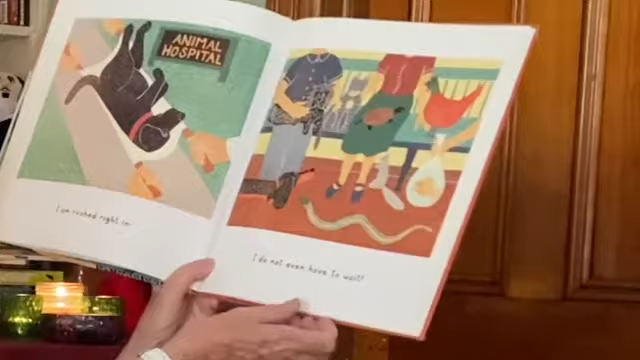 ANIMAL
HOSPITAL
I am rushed right in.
I do not even have to wait!